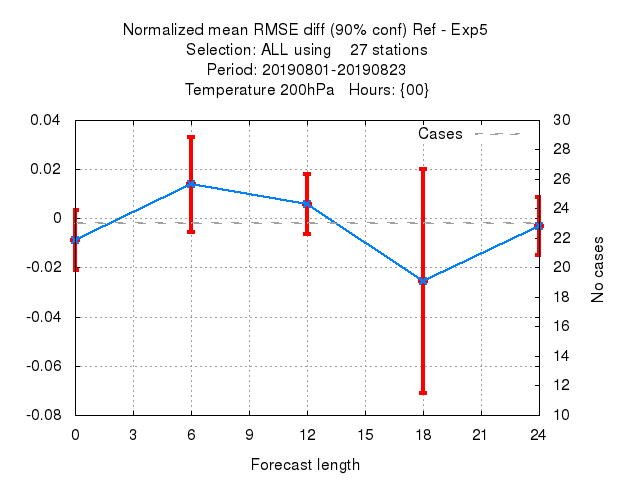 Normalized mean RMSE diff (90% conf) Ref - Exp5
Selection: ALL using    27 stations
Period: 20190801-20190823
Temperature 200hPa   Hours: {00}
Cases
0.04
0.02
0
-0.02
-0.04
-0.06
-0.08
30
28
26
24
22
20
18
16
14
12
10
No cases
0 3 6 9 12 15 18 21 24
Forecast length